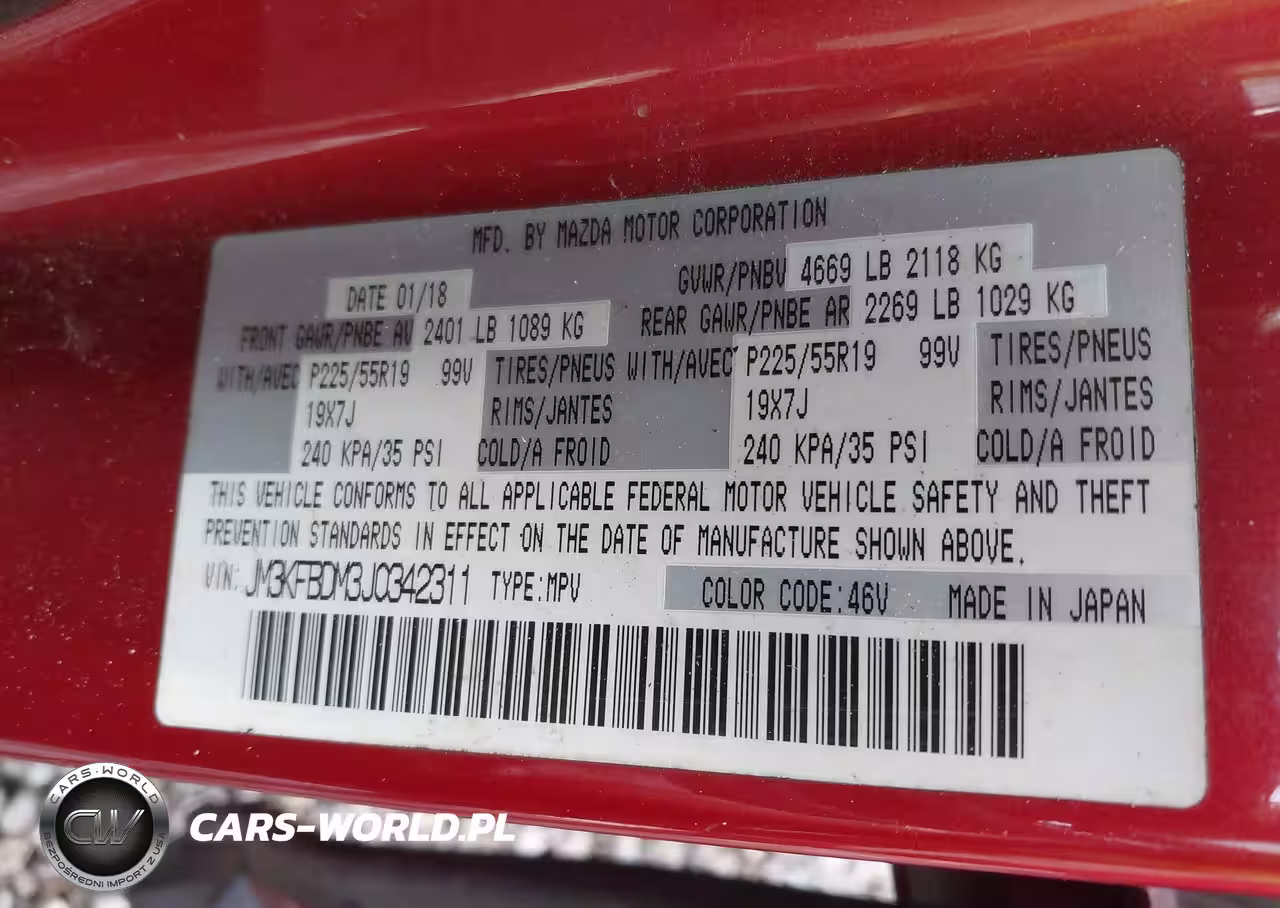 MFD. BY MAZDA MOTOR CORPORATION
DATE 01/18
GVWR/PNBV 4669 LB 2118 KG
FRONT GAWR/PNBE AV 2401 LB 1089 KG
REAR GAWR/PNBE AR 2269 LB 1029 KG
WITH/AVEC P225/55R19 99V TIRES/PNEUS WITH/AVEC P225/55R19 99V TIRES/PNEUS
19X7J RIMS/JANTES 19X7J RIMS/JANTES
240 KPA/35 PSI COLD/A FROID 240 KPA/35 PSI COLD/A FROID
THIS VEHICLE CONFORMS TO ALL APPLICABLE FEDERAL MOTOR VEHICLE SAFETY AND THEFT
PREVENTION STANDARDS IN EFFECT ON THE DATE OF MANUFACTURE SHOWN ABOVE.
VIN: JM3KFBDM3J0342311 TYPE:MPV COLOR CODE:46V MADE IN JAPAN
CARS-WORLD
CW
BEZPOŚREDNI IMPORT Z USA
CARS-WORLD.PL